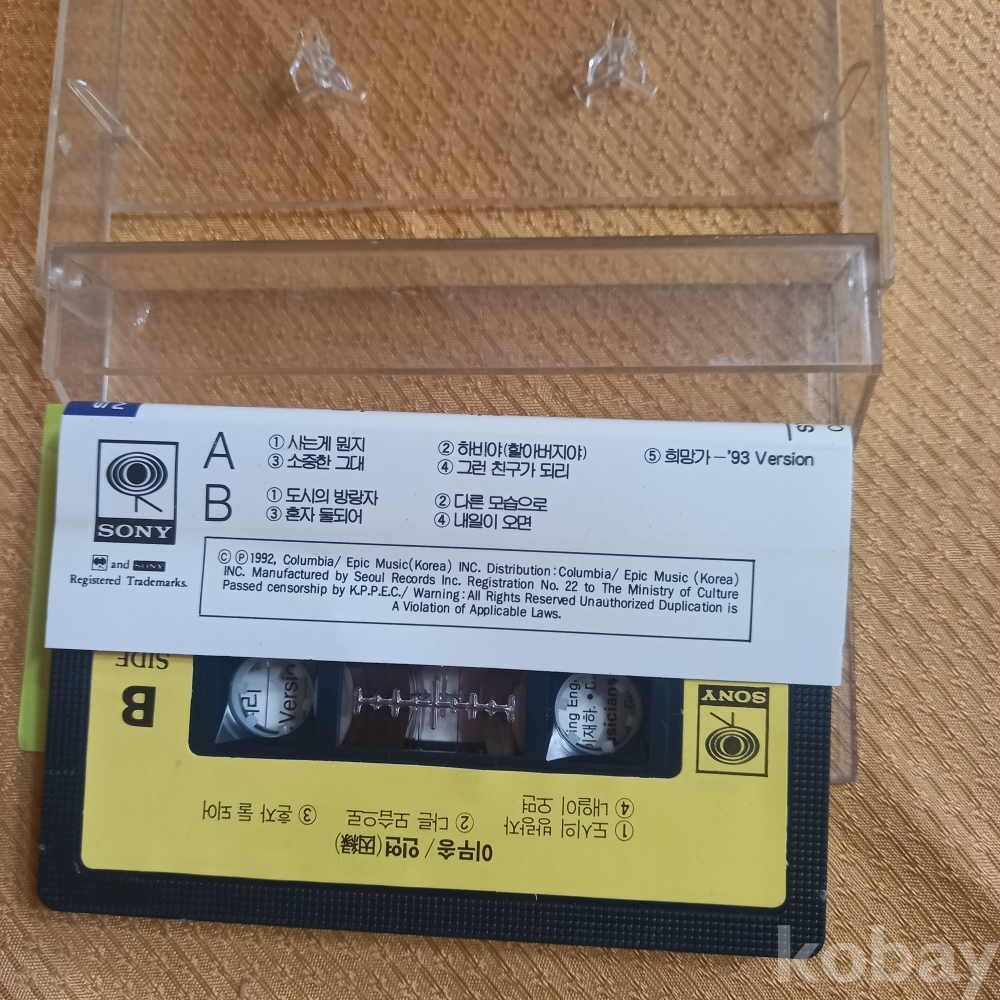 A
① 사는게 뭔지
② 하비야(할아버지야)
⑤ 희망가－'93 Version
③ 소중한 그대
④ 그런 친구가 되리
B
① 도시의 방랑자
② 다른 모습으로
③ 혼자 둘되어
④ 내일이 오면
SONY
and SONY
Registered Trademarks.
ⓒ ⓟ 1992, Columbia/ Epic Music(Korea) INC. Distribution : Columbia/ Epic Music (Korea)
INC. Manufactured by Seoul Records Inc. Registration No. 22 to The Ministry of Culture
Passed censorship by K.P.P.E.C./ Warning : All Rights Reserved Unauthorized Duplication is
A Violation of Applicable Laws.
SIDE
B
SONY
이무송 / 인연(因緣)
① 도시의 방랑자 ② 다른 모습으로 ③ 혼자 둘 되어
④ 내일이 오면
kobay